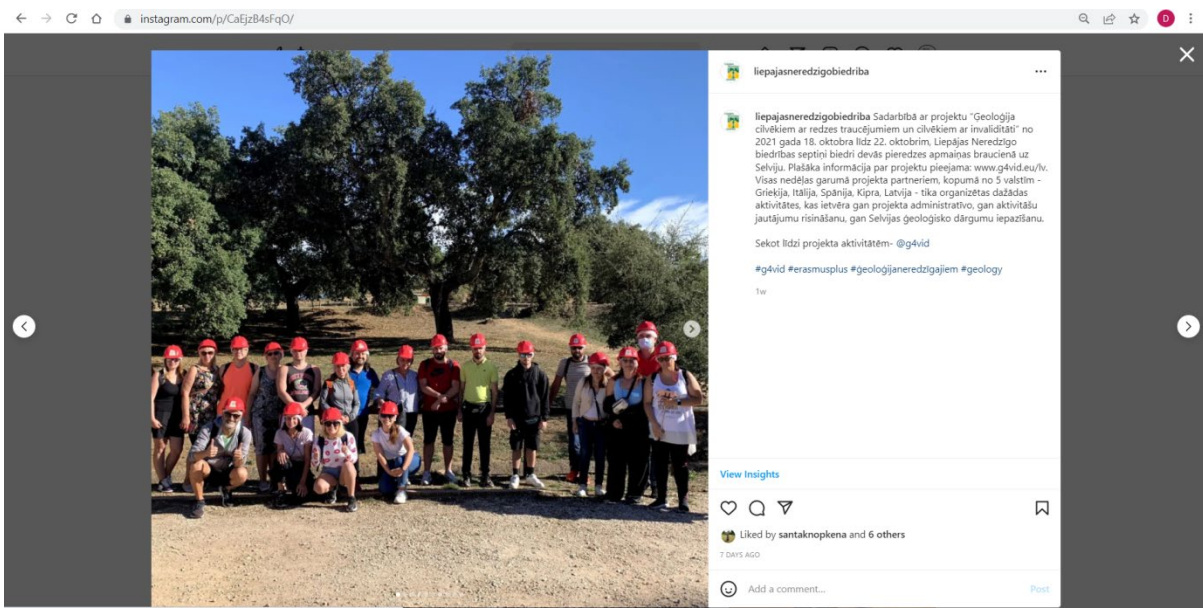 instagram.com/p/CaEjzB4sFqO/
D
liepajasneredzigobiedriba
liepajasneredzigobiedriba Sadarbībā ar projektu "Ģeoloģija
cilvēkiem ar redzes traucējumiem un cilvēkiem ar invaliditāti" no
2021 gada 18. oktobra līdz 22. oktobrim, Liepājas Neredzīgo
biedrības septiņi biedri devās pieredzes apmaiņas braucienā uz
Selviju. Plašāka informācija par projektu pieejama: www.g4vid.eu/lv.
Visas nedēļas garumā projekta partneriem, kopumā no 5 valstīm -
Grieķija, Itālija, Spānija, Kipra, Latvija - tika organizētas dažādas
aktivitātes, kas ietvēra gan projekta administratīvo, gan aktivitāšu
jautājumu risināšanu, gan Selvijas ģeoloģisko dārgumu iepazīšanu.
Sekot līdzi projekta aktivitātēm- @g4vid
#g4vid #erasmusplus #ģeoloģijaneredzīgajiem #geology
1w
View Insights
Liked by santaknopkena and 6 others
7 DAYS AGO
Add a comment...
Post